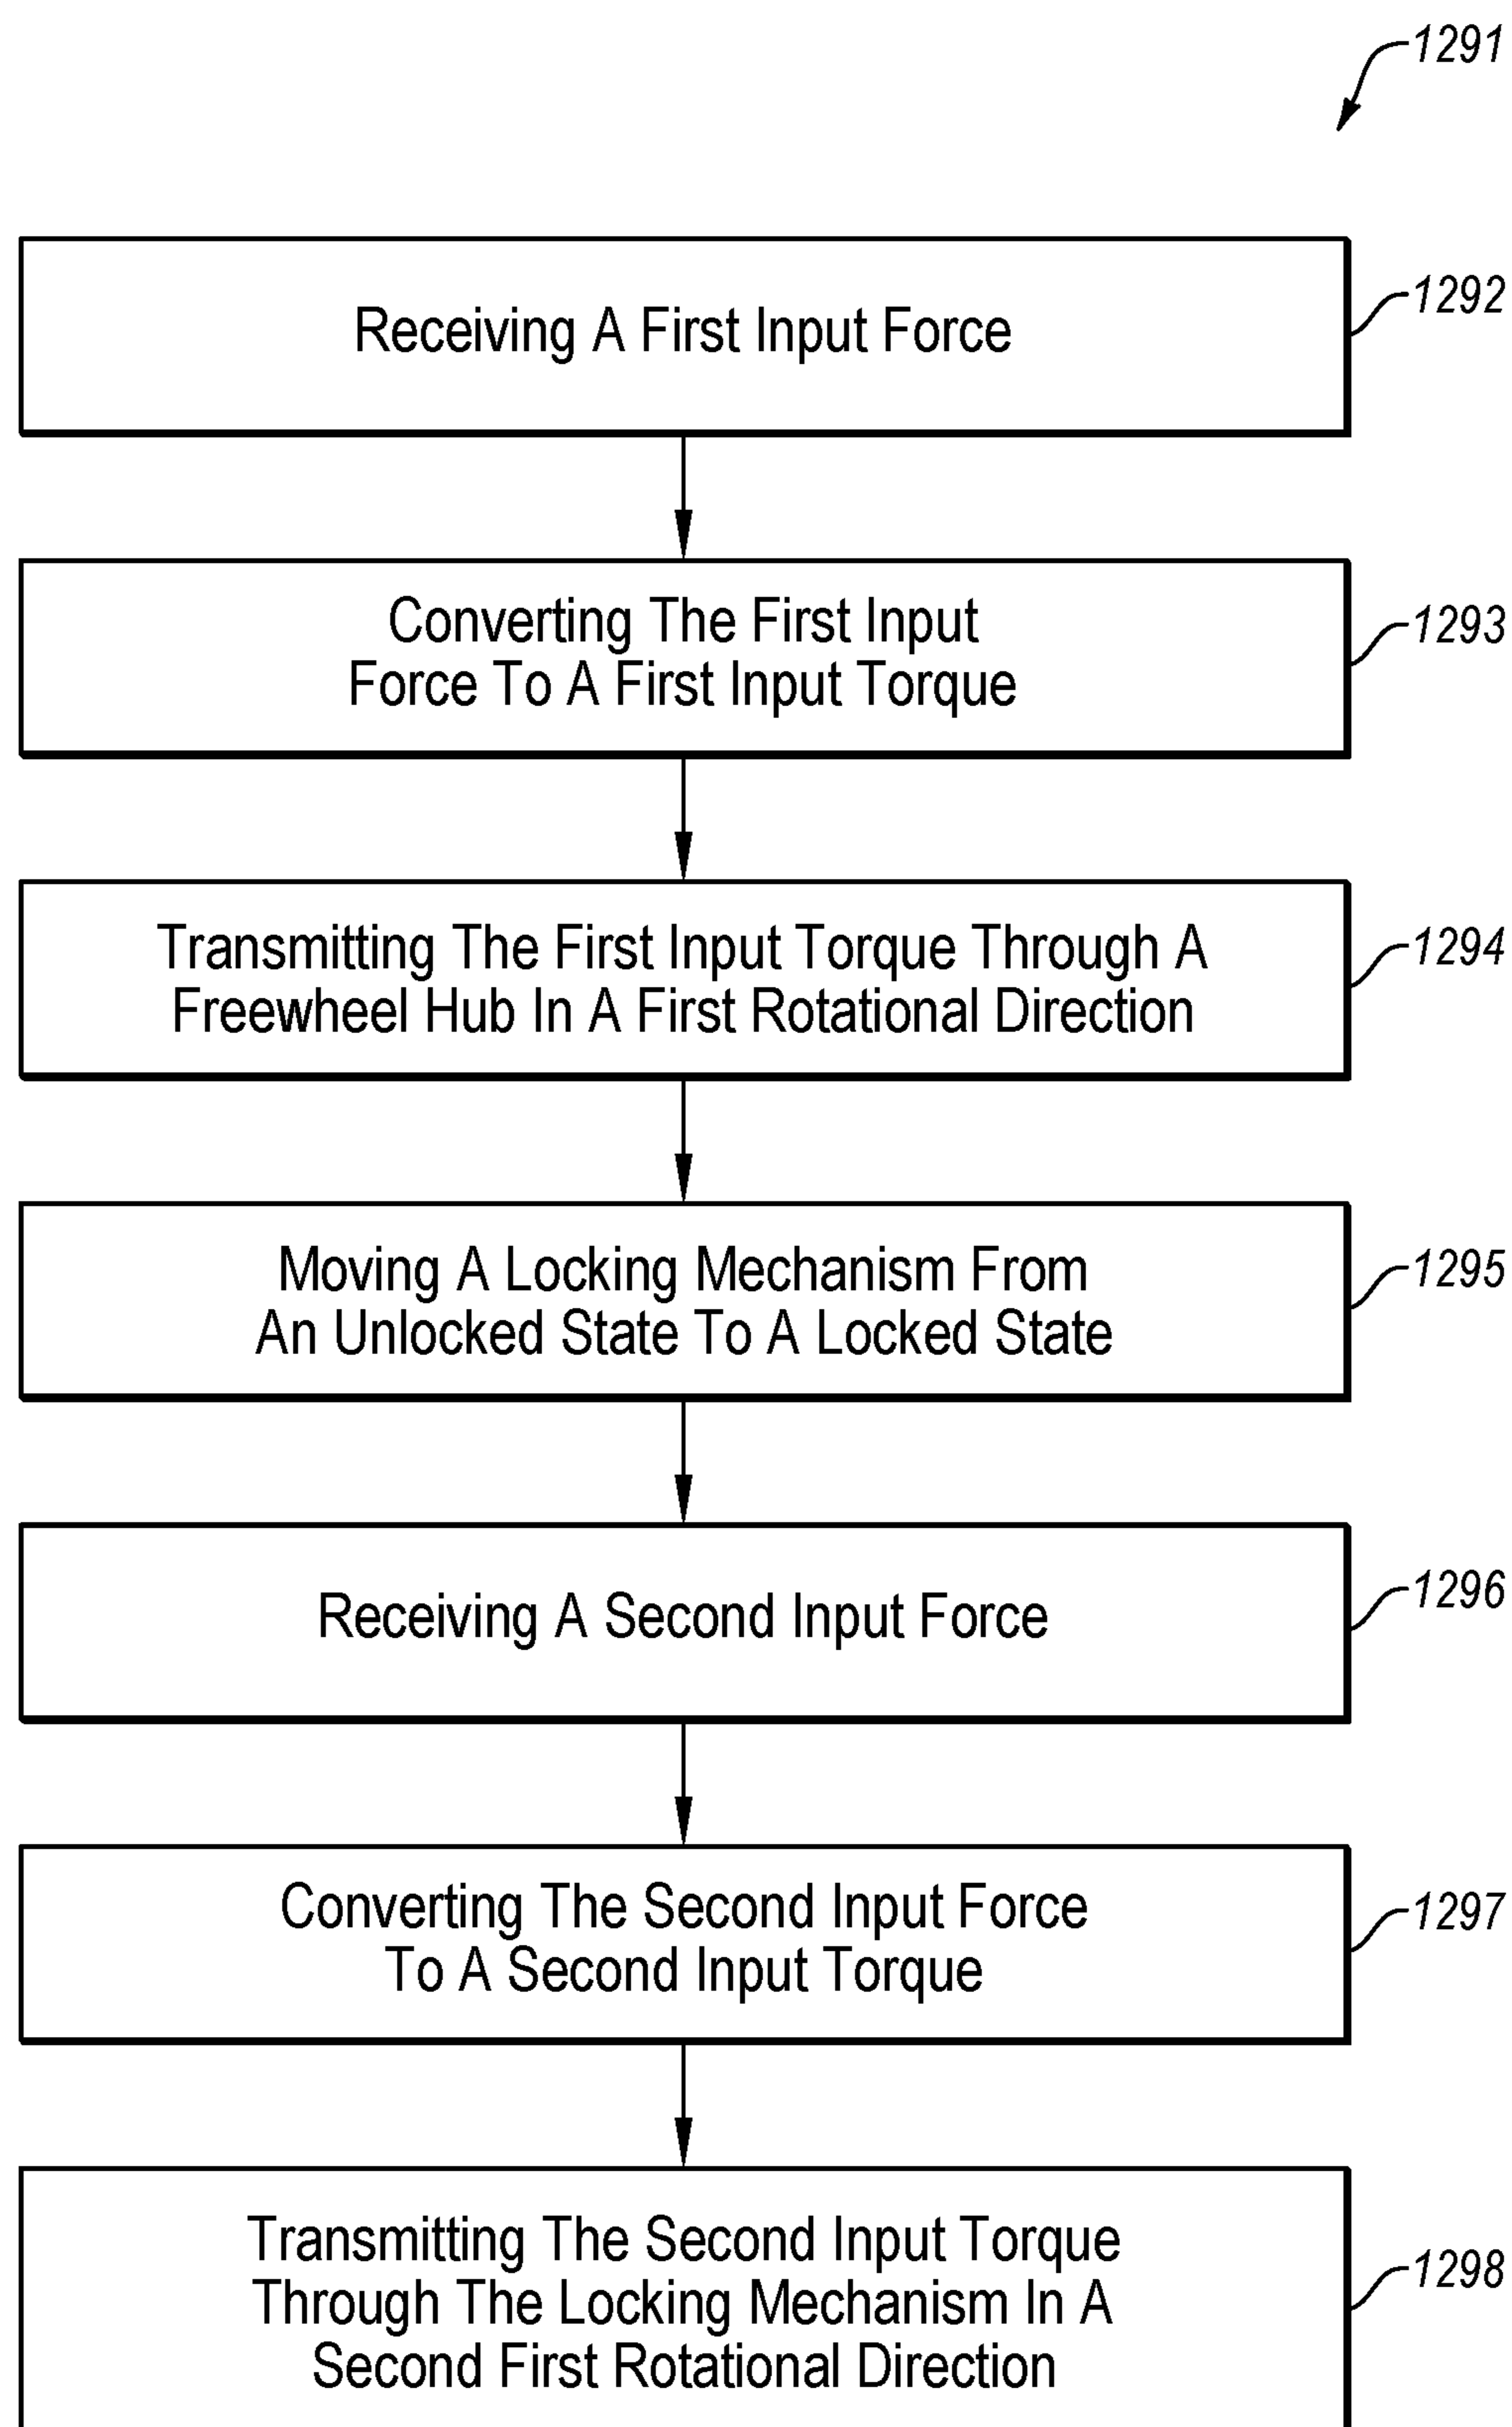 1291
Receiving A First Input Force
1292
Converting The First Input
Force To A First Input Torque
1293
Transmitting The First Input Torque Through A
Freewheel Hub In A First Rotational Direction
1294
Moving A Locking Mechanism From
An Unlocked State To A Locked State
1295
Receiving A Second Input Force
1296
Converting The Second Input Force
To A Second Input Torque
1297
Transmitting The Second Input Torque
Through The Locking Mechanism In A
Second First Rotational Direction
1298